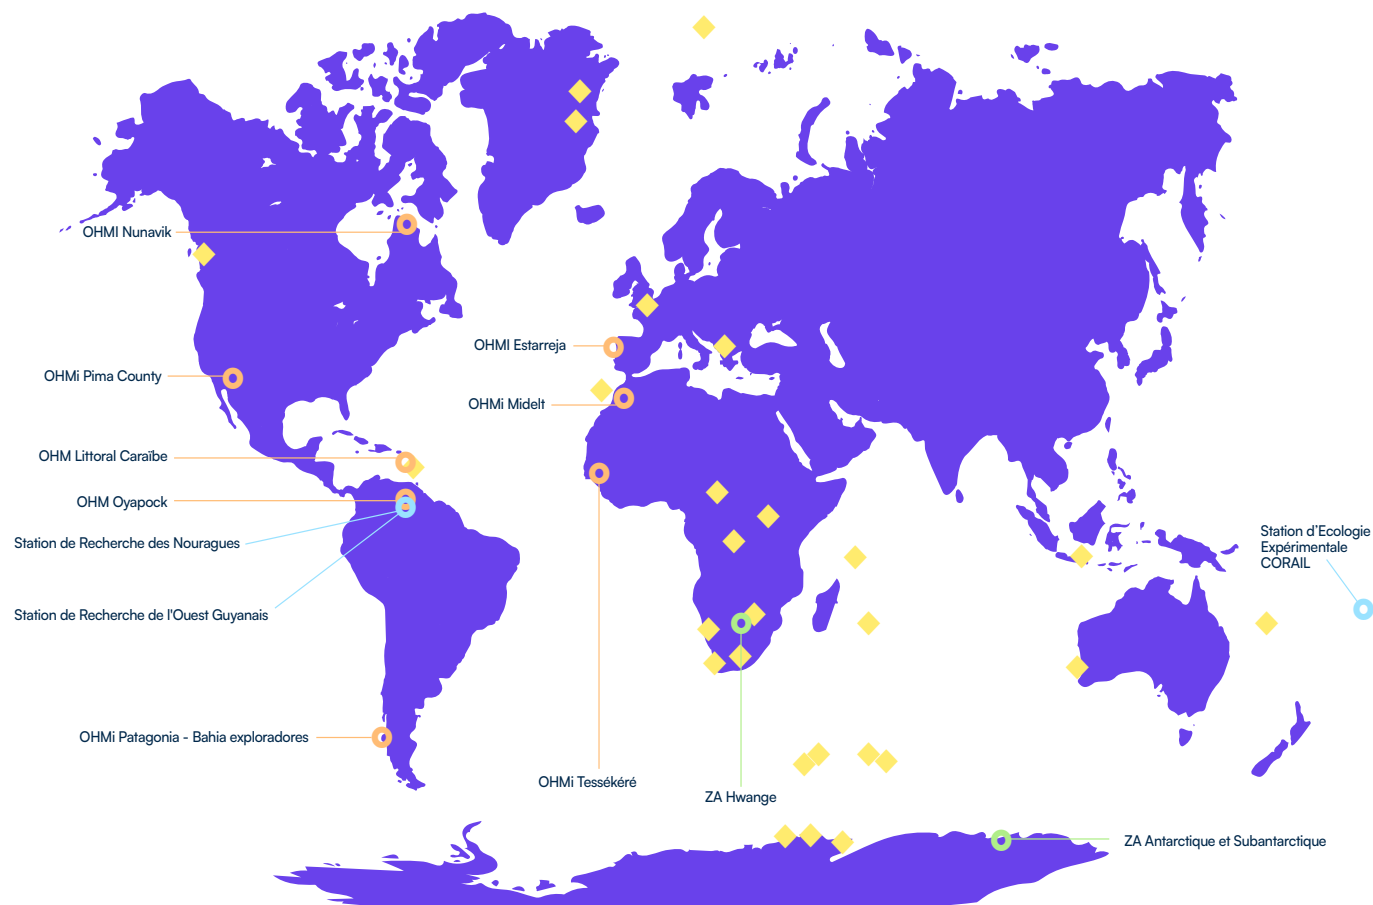 OHMI Nunavik
OHMI Estarreja
OHMi Pima County
OHMi Midelt
OHM Littoral Caraïbe
OHM Oyapock
Station de Recherche des Nouragues
Station d'Ecologie
Expérimentale
CORAIL
Station de Recherche de l'Ouest Guyanais
OHMi Patagonia - Bahia exploradores
OHMi Tessékéré
ZA Hwange
ZA Antarctique et Subantarctique